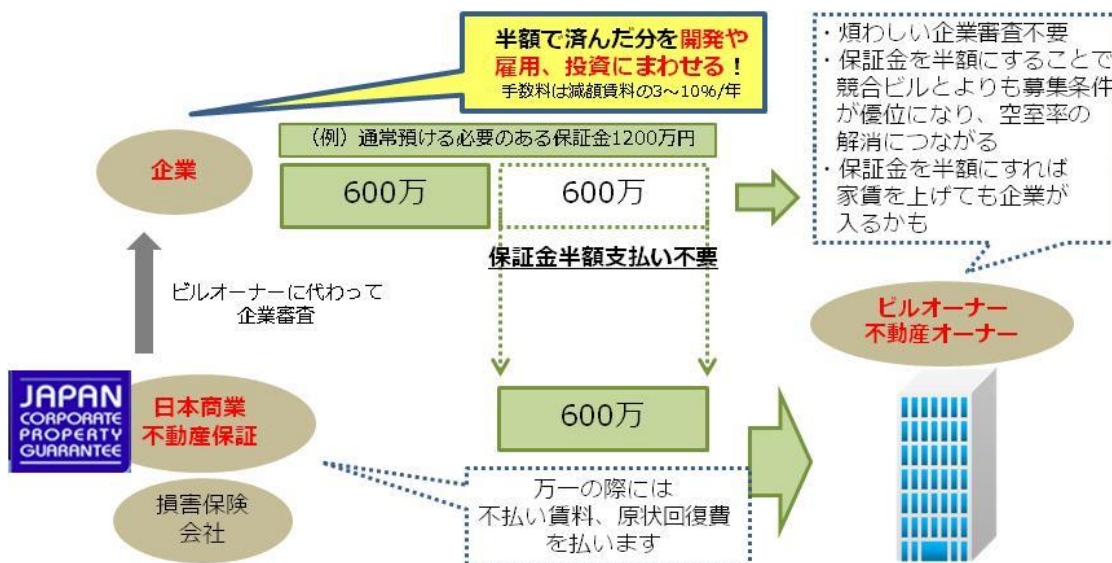 半額で済んだ分を開発や
雇用、投資にまわせる！
手数料は減額賃料の3～10%/年
・煩わしい企業審査不要
・保証金を半額にすることで
競合ビルとよりも募集条件
が優位になり、空室率の
解消につながる
・保証金を半額にすれば
家賃を上げても企業が
入るかも
（例）通常預ける必要のある保証金1200万円
企業
600万
600万
保証金半額支払い不要
ビルオーナーに代わって
企業審査
ビルオーナー
不動産オーナー
JAPAN
CORPORATE
PROPERTY
GUARANTEE
日本商業
不動産保証
600万
損害保険
会社
万一の際には
不払い賃料、原状回復費
を払います